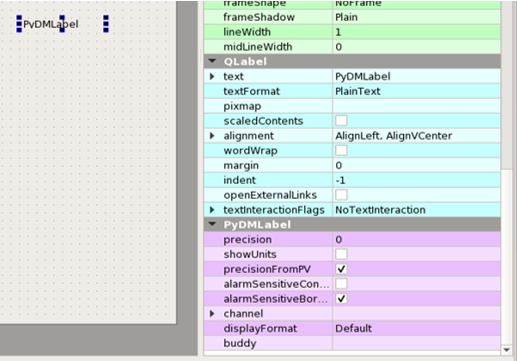 PyDMLabel
frameShape NoFrame
frameShadow Plain
lineWidth 1
midLineWidth 0
QLabel
text PyDMLabel
textFormat PlainText
pixmap
scaledContents
alignment AlignLeft, AlignVCenter
wordWrap
margin 0
indent -1
openExternalLinks
textInteractionFlags NoTextInteraction
PyDMLabel
precision 0
showUnits
precisionFromPV
alarmSensitiveCon...
alarmSensitiveBor...
channel
displayFormat Default
buddy